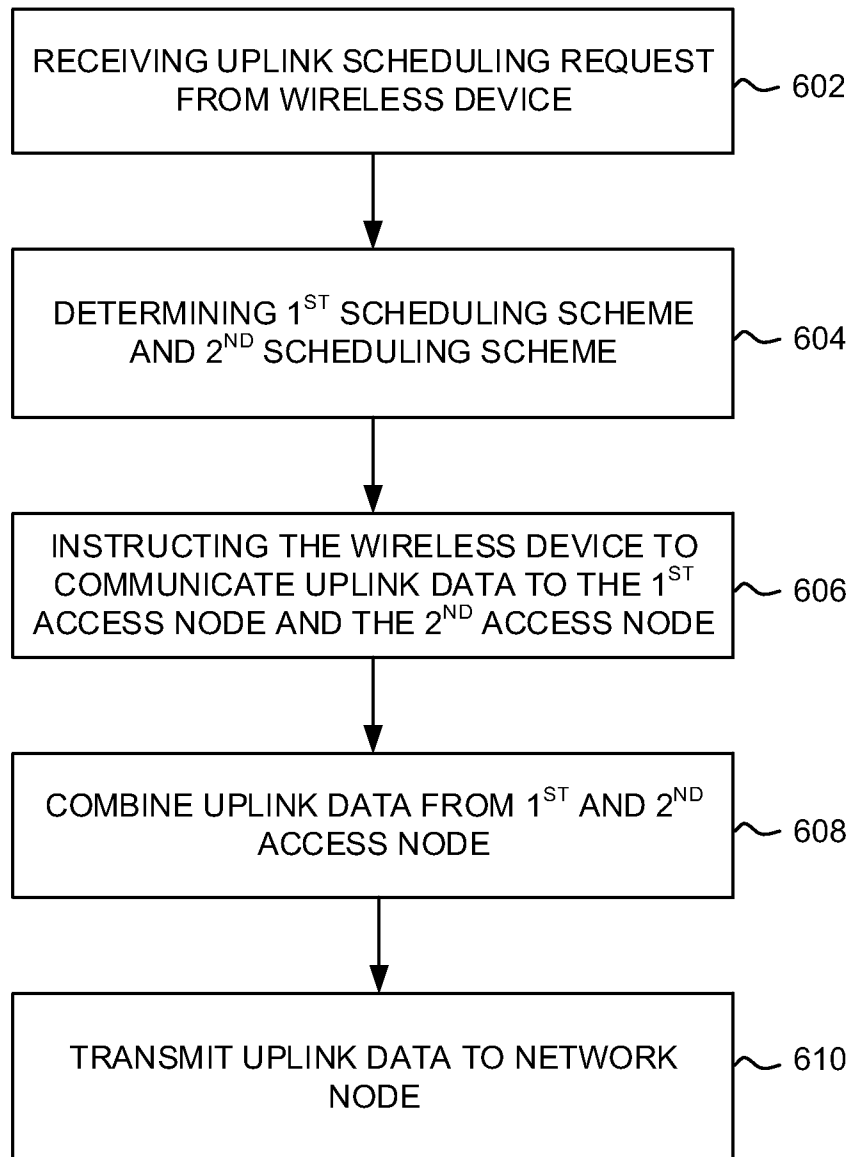 RECEIVING UPLINK SCHEDULING REQUEST
FROM WIRELESS DEVICE
602
DETERMINING 1ST SCHEDULING SCHEME
AND 2ND SCHEDULING SCHEME
604
INSTRUCTING THE WIRELESS DEVICE TO
COMMUNICATE UPLINK DATA TO THE 1ST
ACCESS NODE AND THE 2ND ACCESS NODE
606
COMBINE UPLINK DATA FROM 1ST AND 2ND
ACCESS NODE
608
TRANSMIT UPLINK DATA TO NETWORK
NODE
610